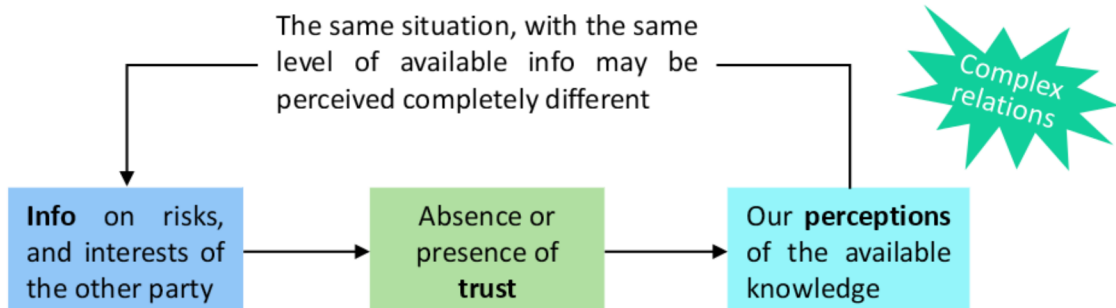 The same situation, with the same
level of available info may be
perceived completely different
Complex
relations
Info on risks,
and interests of
the other party
Absence or
presence of
trust
Our perceptions
of the available
knowledge